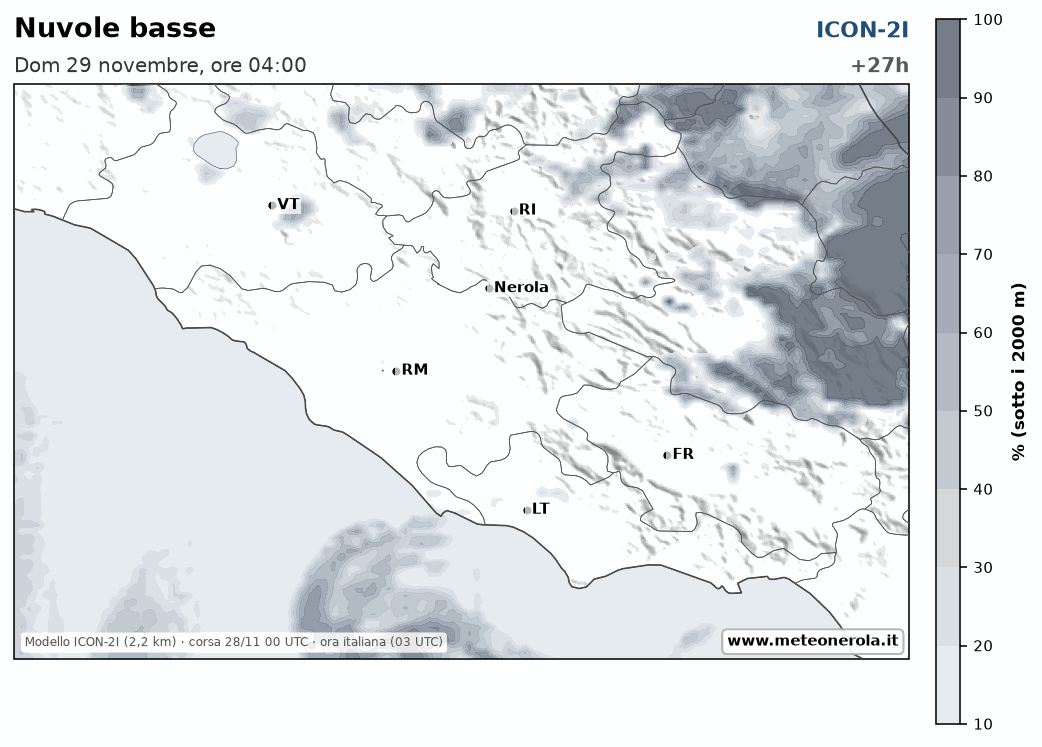 Nuvole basse
ICON-2I
Dom 29 novembre, ore 04:00
+27h
VT
RI
Nerola
RM
FR
LT
Modello ICON-2I (2,2 km) · corsa 28/11 00 UTC · ora italiana (03 UTC)
www.meteonerola.it
100
90
80
70
60
50
40
30
20
10
% (sotto i 2000 m)